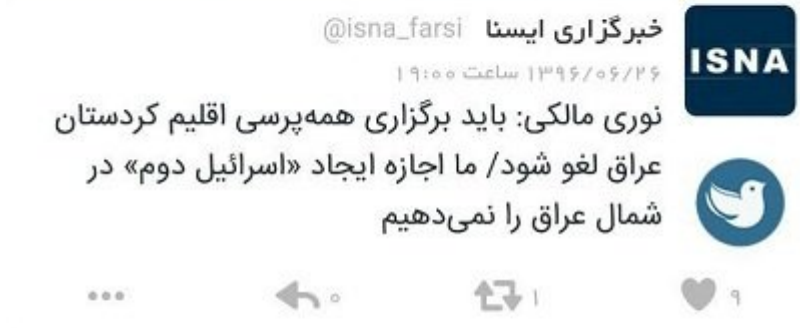 خبرگزاری ایسنا @isna_farsi
ISNA
۱۳۹۶/۰۶/۲۶ ساعت ۱۹:۰۰
نوری مالکی: باید برگزاری همه‌پرسی اقلیم کردستان
عراق لغو شود/ ما اجازه ایجاد «اسرائیل دوم» در
شمال عراق را نمی‌دهیم
۹ ۱ ۰